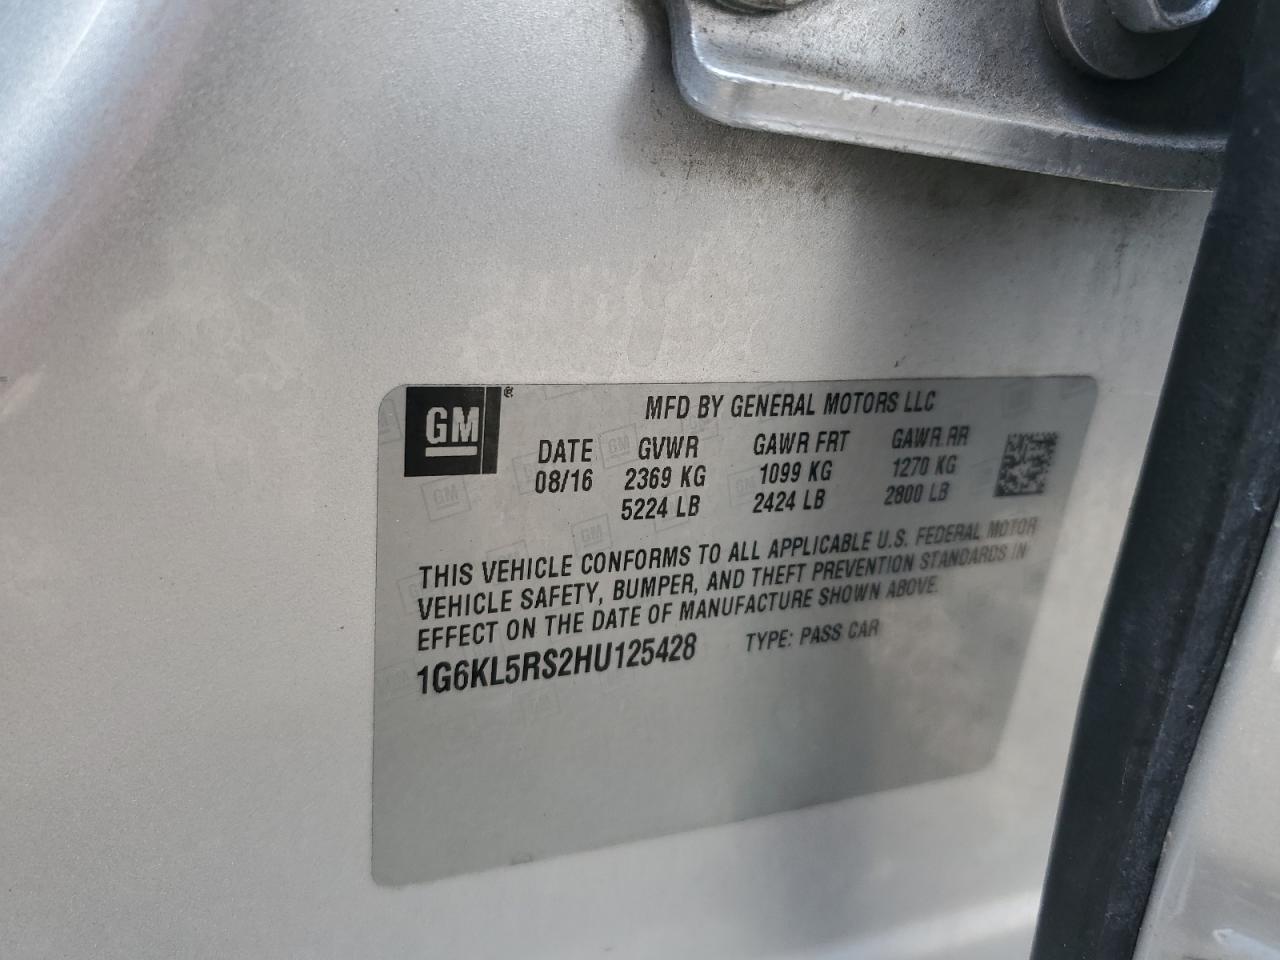 GM
MFD BY GENERAL MOTORS LLC
DATE GVWR GAWR FRT GAWR RR
08/16 2369 KG 1099 KG 1270 KG
5224 LB 2424 LB 2800 LB
THIS VEHICLE CONFORMS TO ALL APPLICABLE U.S. FEDERAL MOTOR
VEHICLE SAFETY, BUMPER, AND THEFT PREVENTION STANDARDS IN
EFFECT ON THE DATE OF MANUFACTURE SHOWN ABOVE.
1G6KL5RS2HU125428 TYPE: PASS CAR